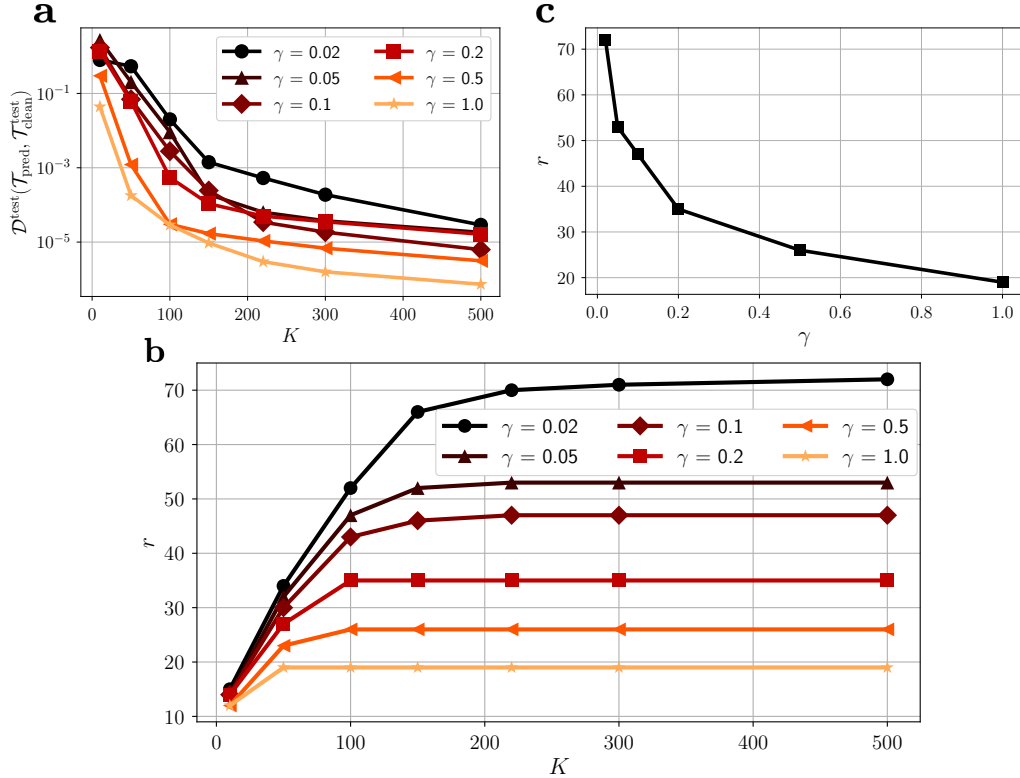 a
𝒟^test(𝒯_pred, 𝒯^test_clean)
10^−1
10^−3
10^−5
γ = 0.02
γ = 0.05
γ = 0.1
γ = 0.2
γ = 0.5
γ = 1.0
0 100 200 300 400 500
K
c
r
70
60
50
40
30
20
0.0 0.2 0.4 0.6 0.8 1.0
γ
b
r
70
60
50
40
30
20
10
γ = 0.02
γ = 0.05
γ = 0.1
γ = 0.2
γ = 0.5
γ = 1.0
0 100 200 300 400 500
K